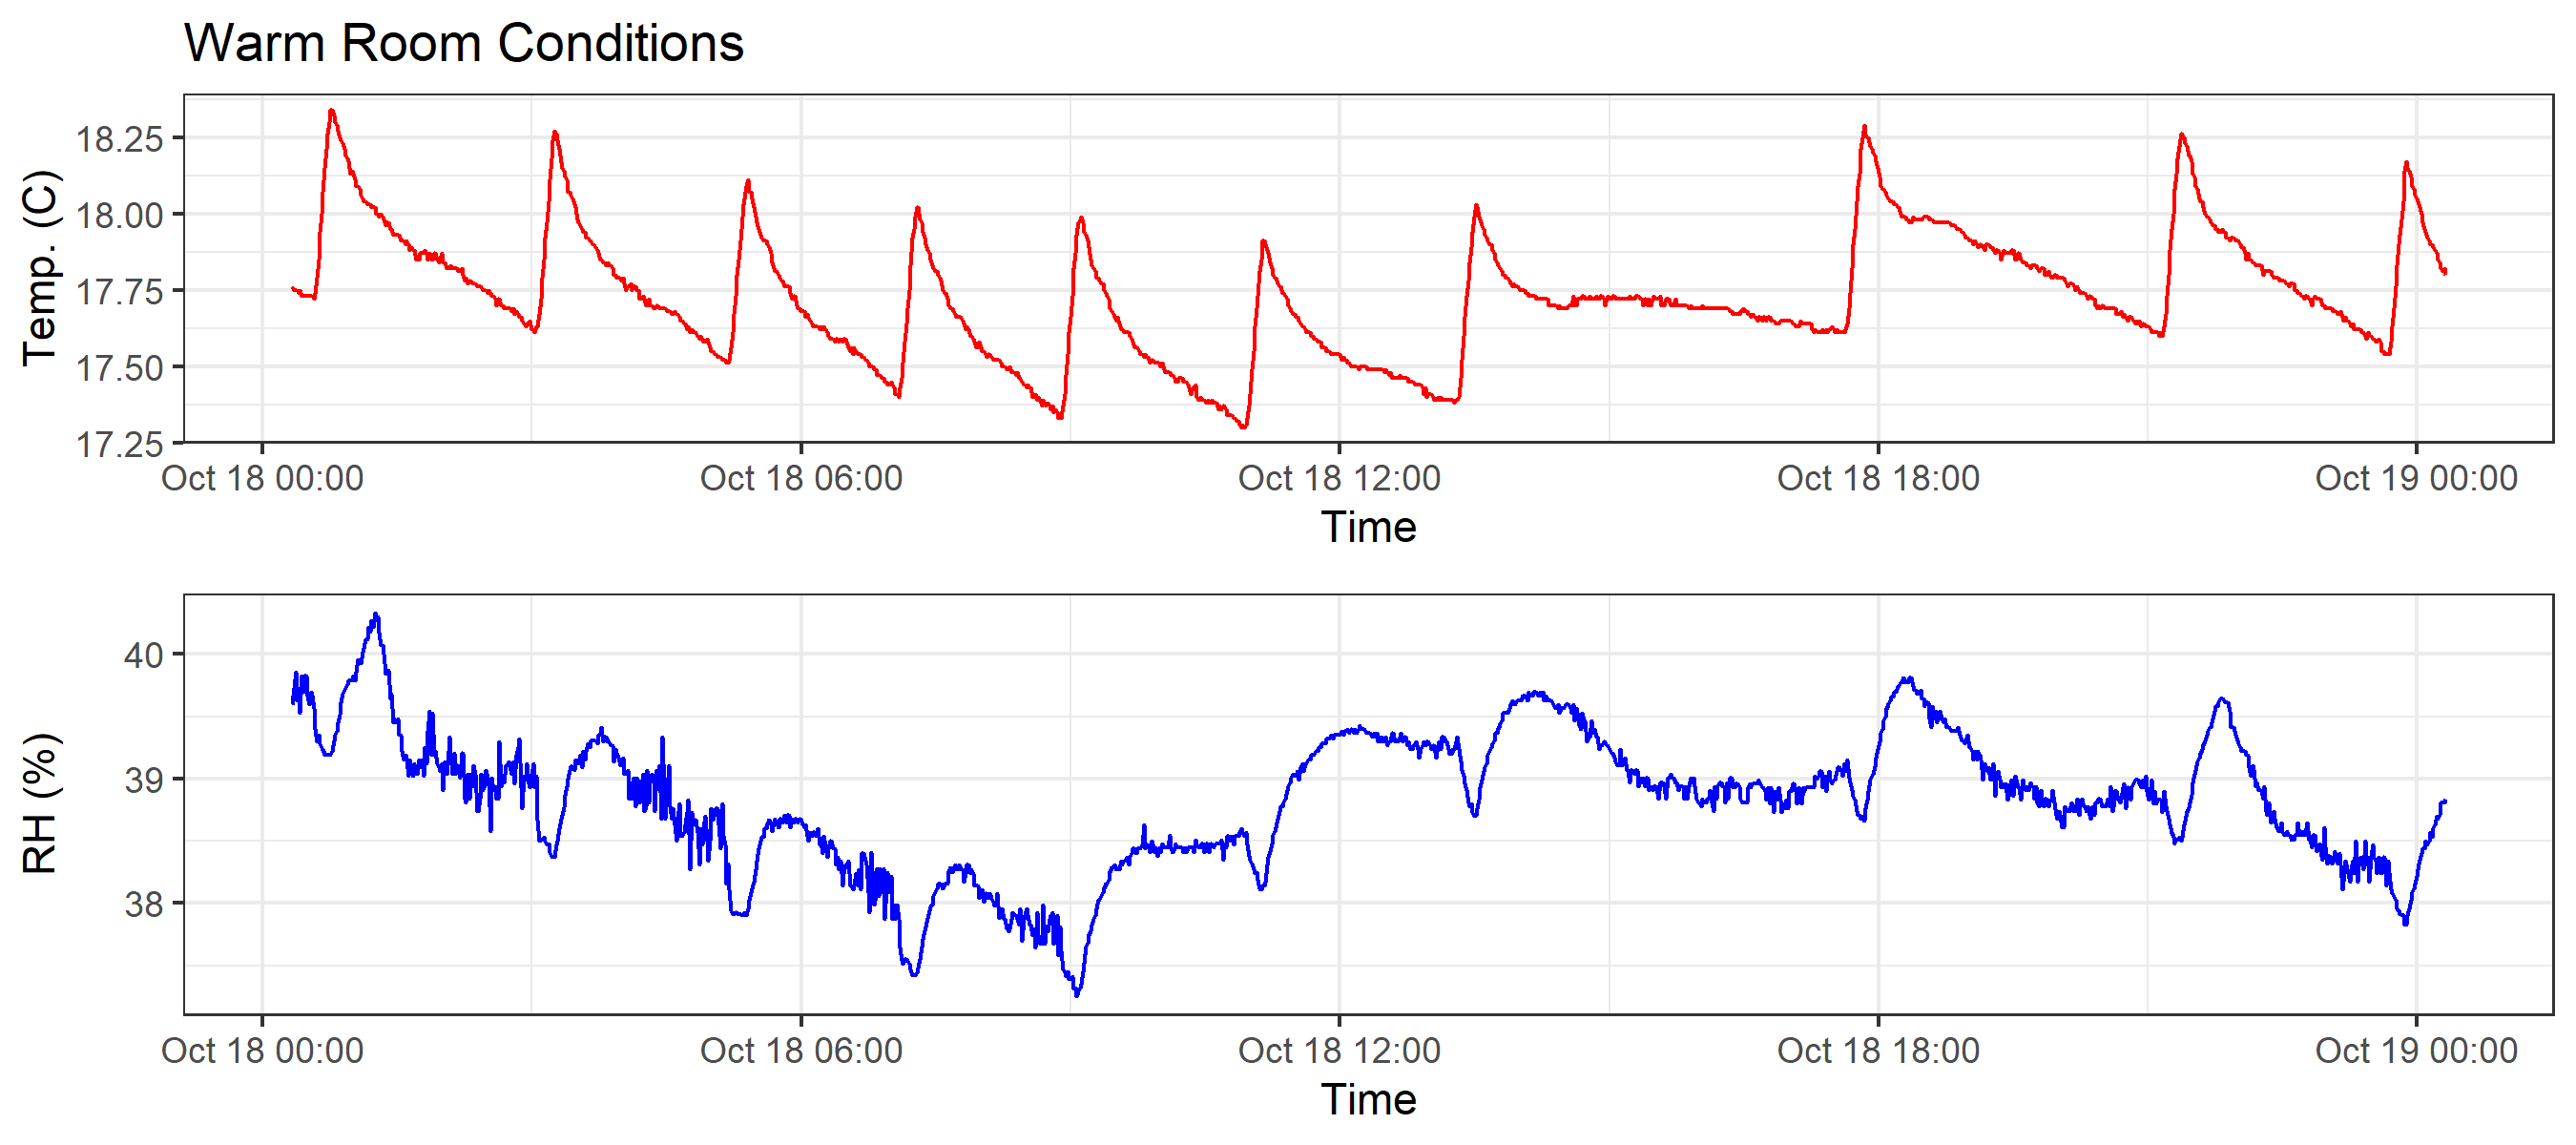 Warm Room Conditions
Temp. (C)
18.25
18.00
17.75
17.50
17.25
Oct 18 00:00 Oct 18 06:00 Oct 18 12:00 Oct 18 18:00 Oct 19 00:00
Time
RH (%)
40
39
38
Oct 18 00:00 Oct 18 06:00 Oct 18 12:00 Oct 18 18:00 Oct 19 00:00
Time